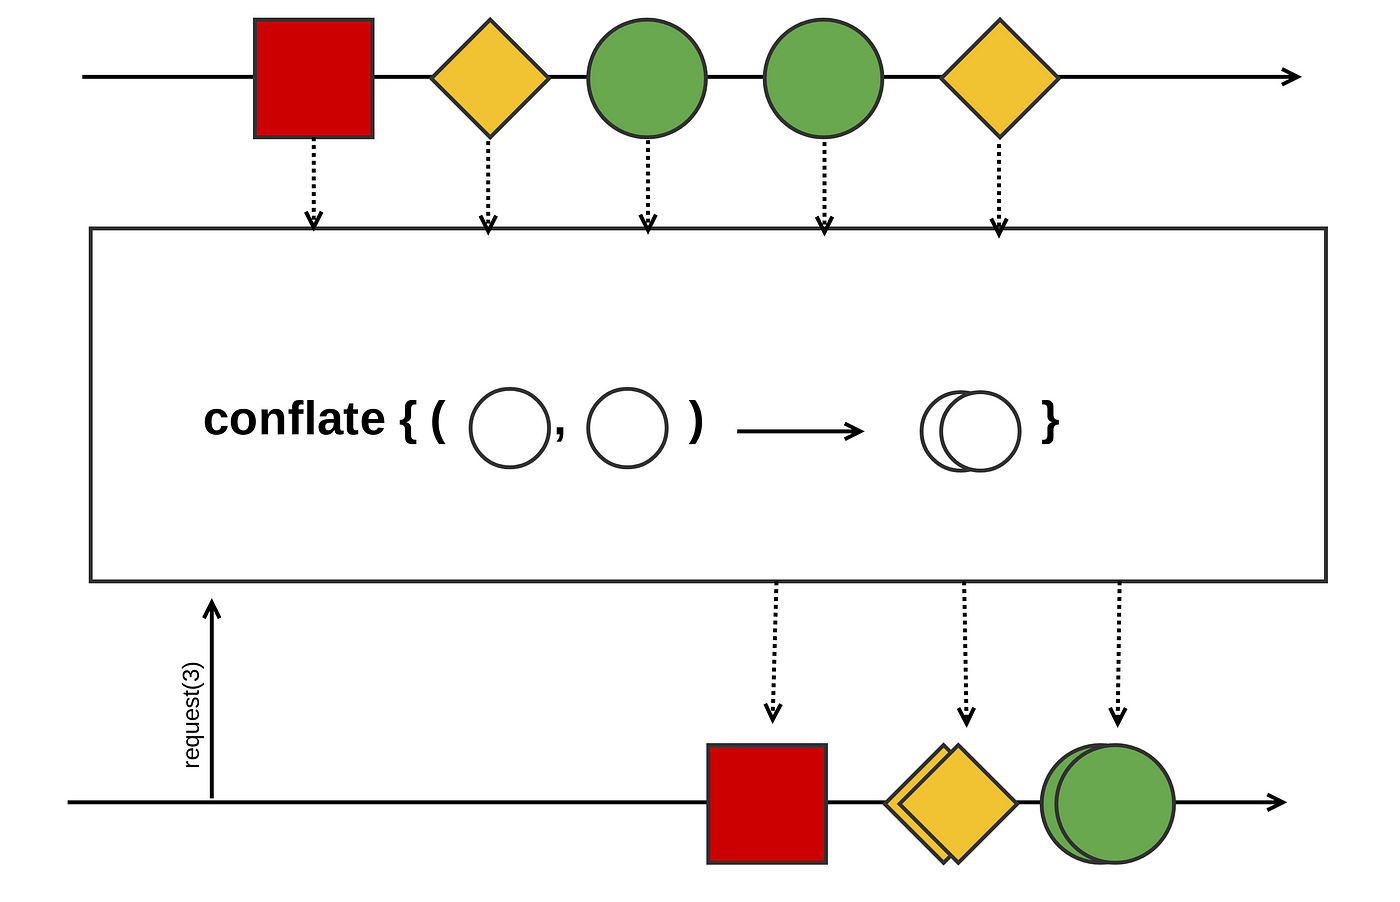 conflate { ( , ) }
request(3)